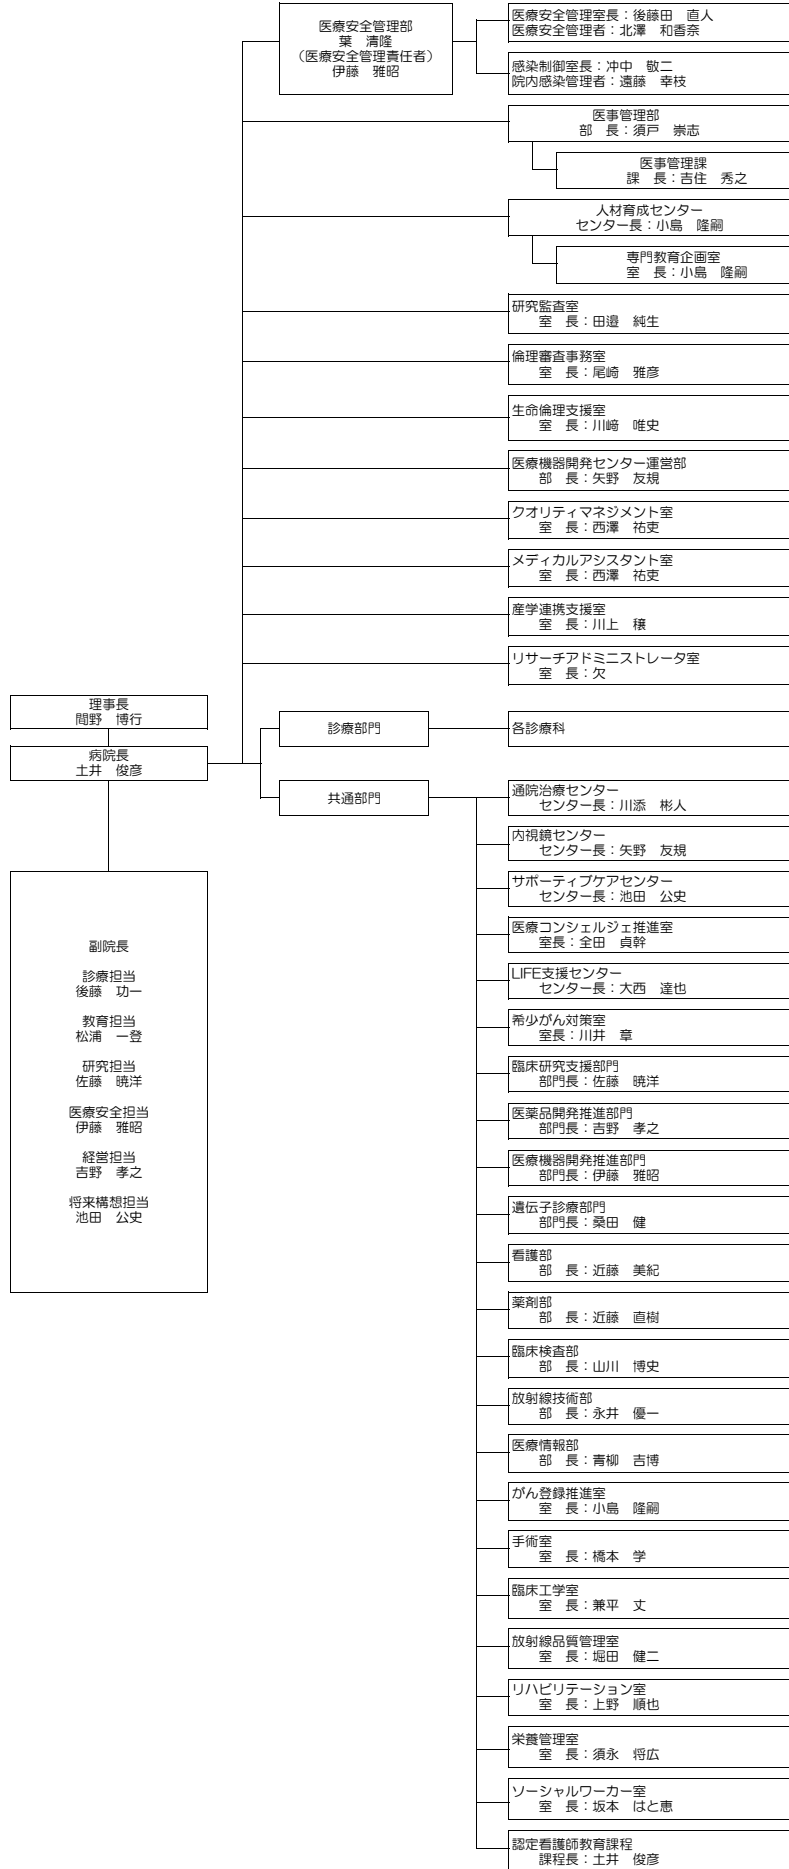 医療安全管理部
葉　清隆
（医療安全管理責任者）
伊藤　雅昭
医療安全管理室長：後藤田　直人
医療安全管理者：北澤　和香奈
感染制御室長：冲中　敬二
院内感染管理者：遠藤　幸枝
医事管理部
部　長：須戸　崇志
医事管理課
課　長：吉住　秀之
人材育成センター
センター長：小島　隆嗣
専門教育企画室
室　長：小島　隆嗣
研究監査室
室　長：田邉　純生
倫理審査事務室
室　長：尾崎　雅彦
生命倫理支援室
室　長：川﨑　唯史
医療機器開発センター運営部
部　長：矢野　友規
クオリティマネジメント室
室　長：西澤　祐吏
メディカルアシスタント室
室　長：西澤　祐吏
産学連携支援室
室　長：川上　穣
リサーチアドミニストレータ室
室　長：欠
理事長
間野　博行
病院長
土井　俊彦
診療部門
各診療科
共通部門
副院長
診療担当
後藤　功一
教育担当
松浦　一登
研究担当
佐藤　暁洋
医療安全担当
伊藤　雅昭
経営担当
吉野　孝之
将来構想担当
池田　公史
通院治療センター
センター長：川添　彬人
内視鏡センター
センター長：矢野　友規
サポーティブケアセンター
センター長：池田　公史
医療コンシェルジェ推進室
室長：全田　貞幹
LIFE支援センター
センター長：大西　達也
希少がん対策室
室長：川井　章
臨床研究支援部門
部門長：佐藤　暁洋
医薬品開発推進部門
部門長：吉野　孝之
医療機器開発推進部門
部門長：伊藤　雅昭
遺伝子診療部門
部門長：桑田　健
看護部
部　長：近藤　美紀
薬剤部
部　長：近藤　直樹
臨床検査部
部　長：山川　博史
放射線技術部
部　長：永井　優一
医療情報部
部　長：青柳　吉博
がん登録推進室
室　長：小島　隆嗣
手術室
室　長：橋本　学
臨床工学室
室　長：兼平　丈
放射線品質管理室
室　長：堀田　健二
リハビリテーション室
室　長：上野　順也
栄養管理室
室　長：須永　将広
ソーシャルワーカー室
室　長：坂本　はと恵
認定看護師教育課程
課程長：土井　俊彦